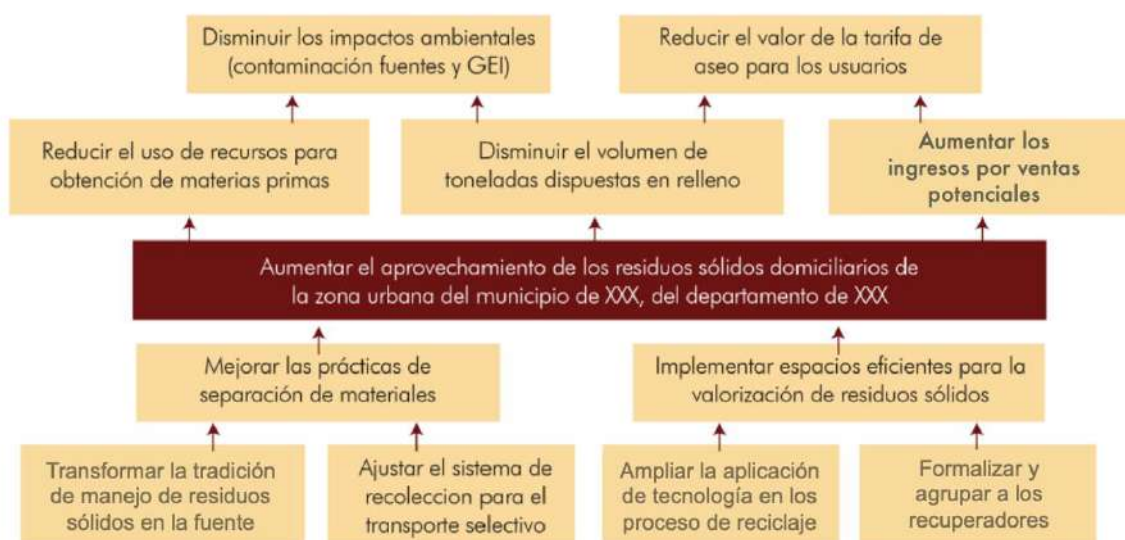 Disminuir los impactos ambientales
(contaminación fuentes y GEI)
Reducir el valor de la tarifa de
aseo para los usuarios
Reducir el uso de recursos para
obtención de materias primas
Disminuir el volumen de
toneladas dispuestas en relleno
Aumentar los
ingresos por ventas
potenciales
Aumentar el aprovechamiento de los residuos sólidos domiciliarios de
la zona urbana del municipio de XXX, del departamento de XXX
Mejorar las prácticas de
separación de materiales
Implementar espacios eficientes para la
valorización de residuos sólidos
Transformar la tradición
de manejo de residuos
sólidos en la fuente
Ajustar el sistema de
recoleccion para el
transporte selectivo
Ampliar la aplicación
de tecnología en los
proceso de reciclaje
Formalizar y
agrupar a los
recuperadores